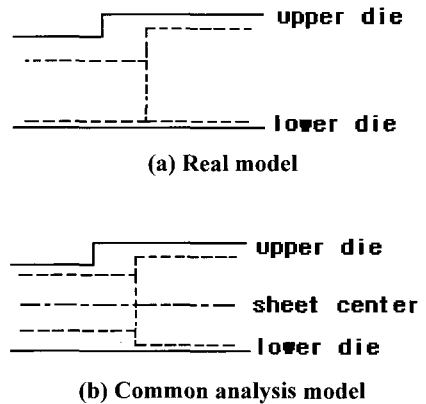 upper die
lower die
(a) Real model
upper die
sheet center
lower die
(b) Common analysis model